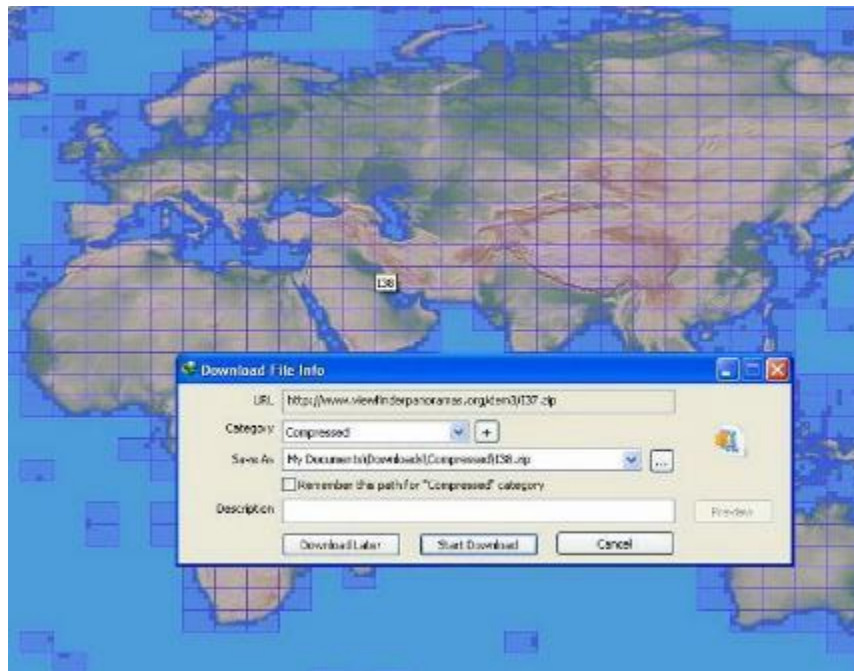 I38
Download File Info
URL http://www.viewfinderpanoramas.org/dem3/I37.zip
Category Compressed +
Save As My Documents\Downloads\Compressed\I38.zip ...
Remember this path for "Compressed" category
Description
Preview
Download Later Start Download Cancel